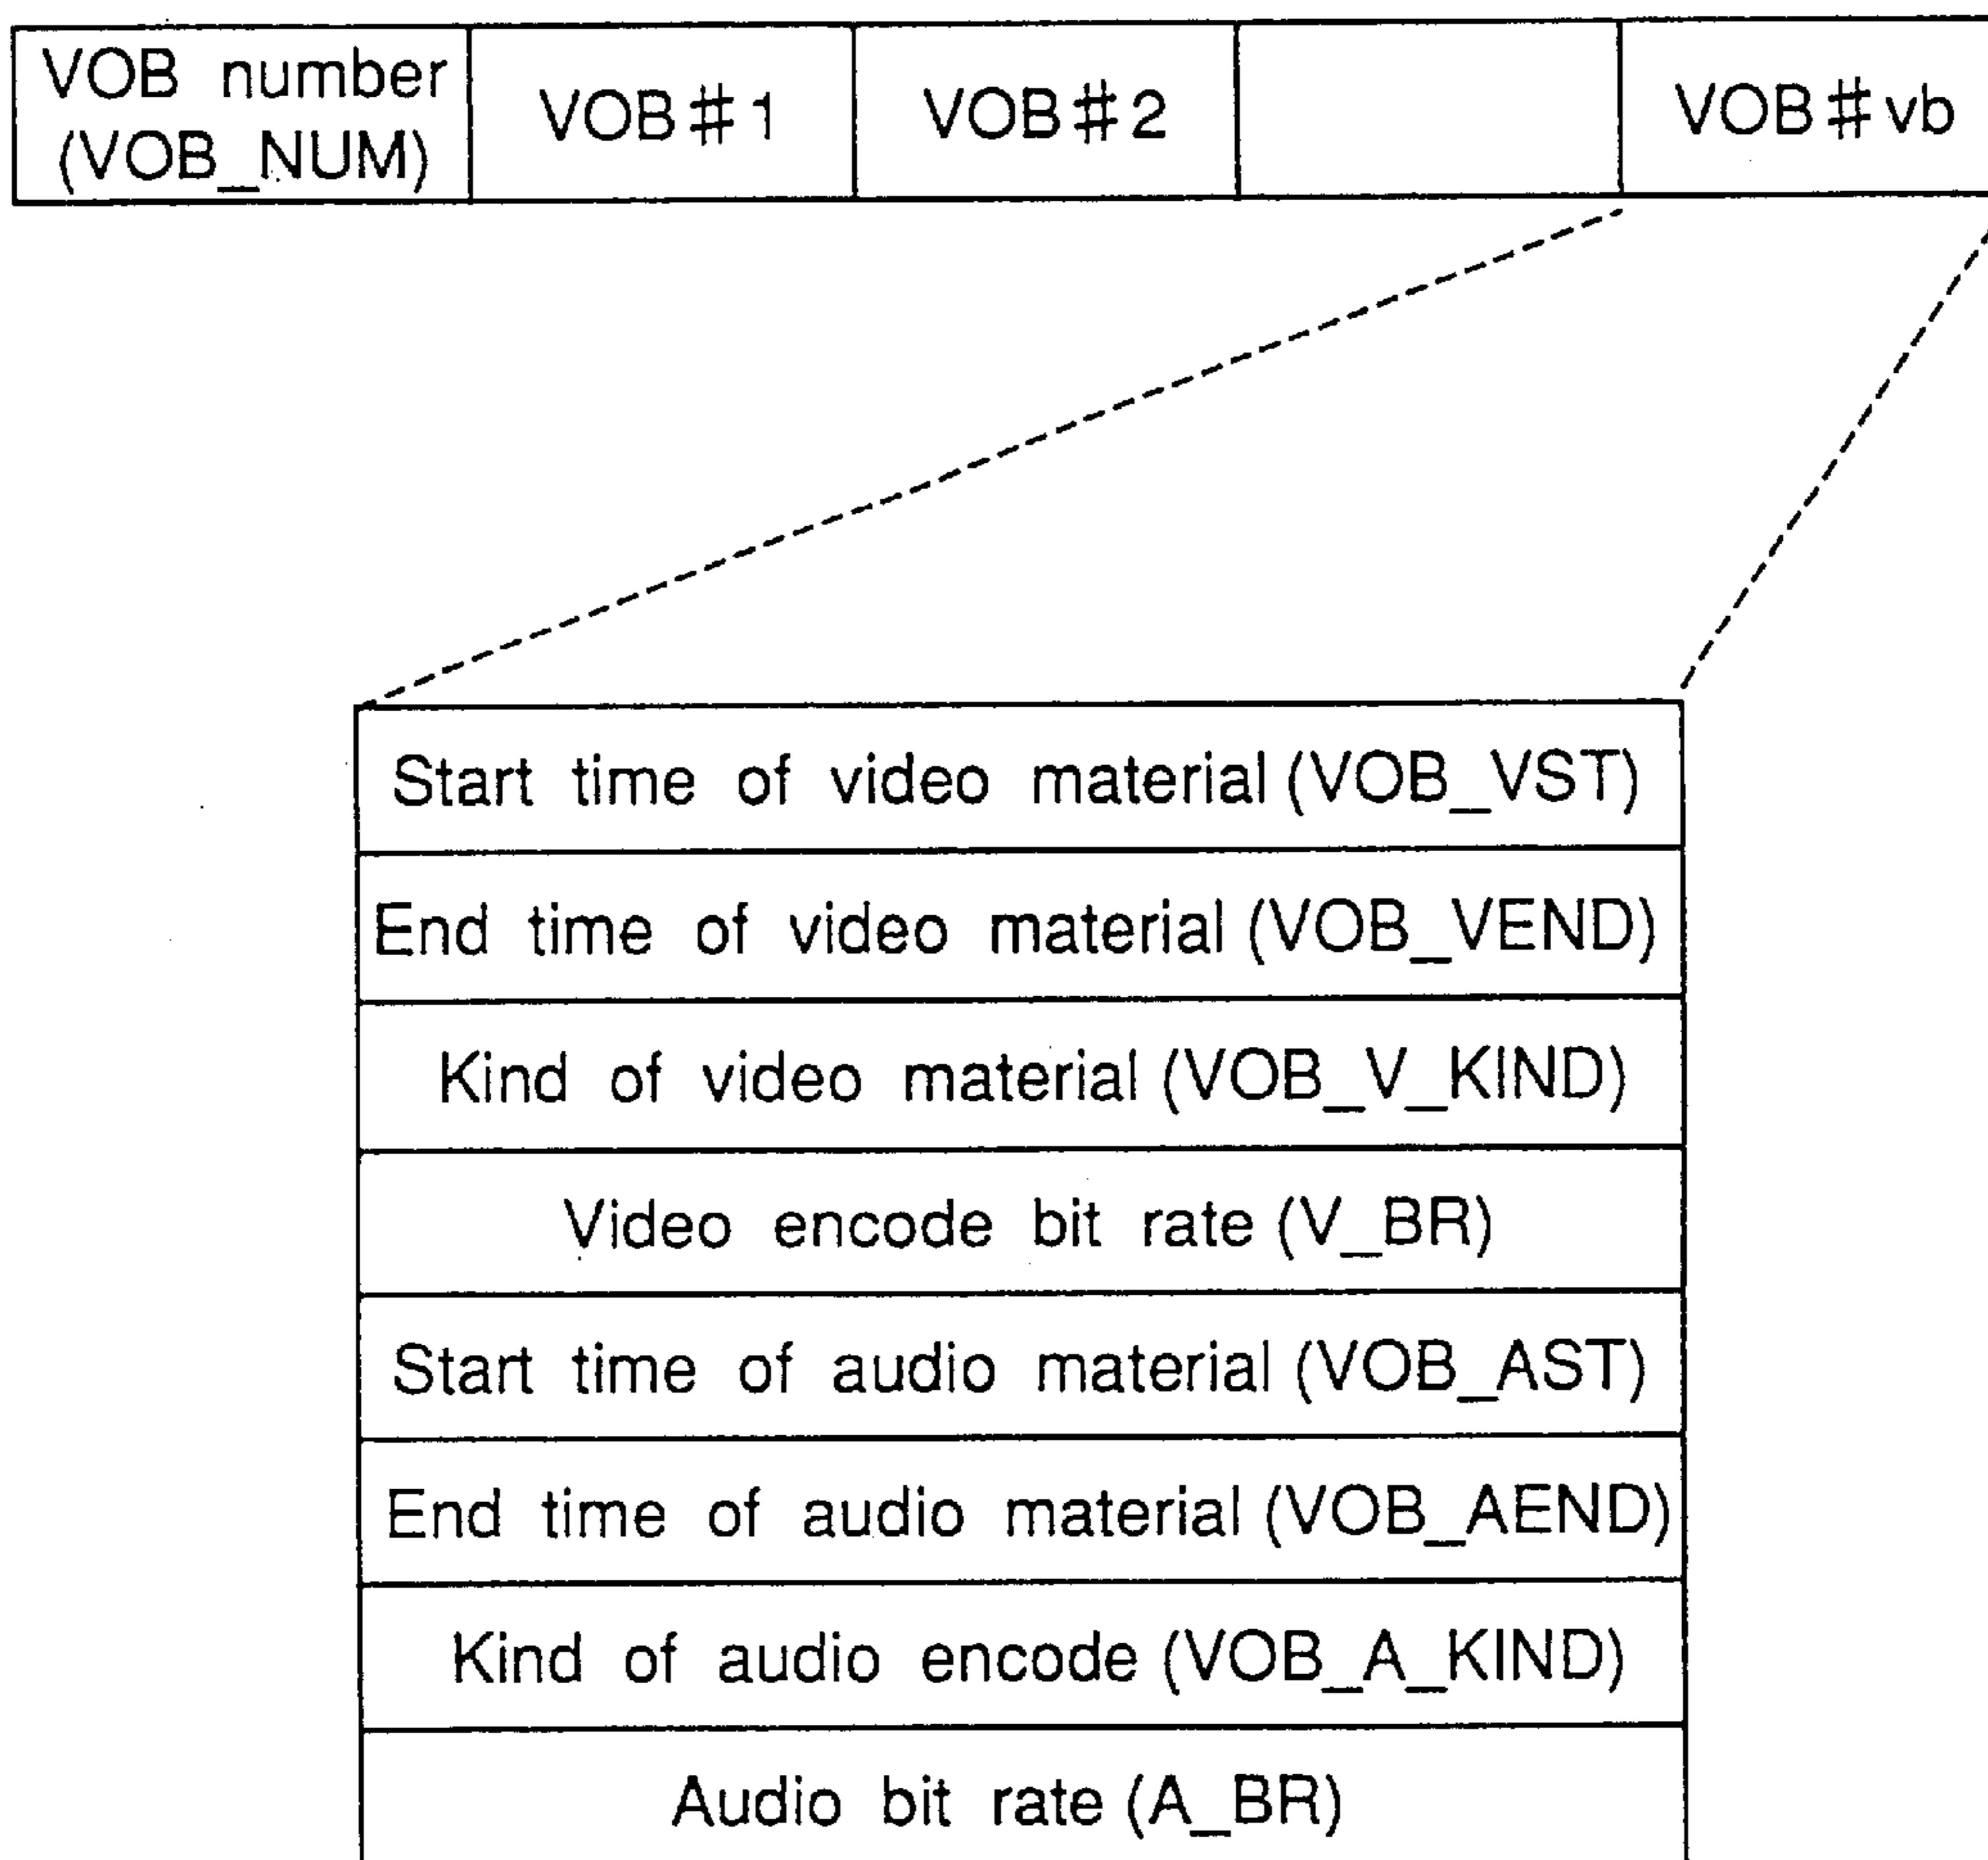 VOB number
(VOB_NUM)
VOB#1
VOB#2
VOB#vb
Start time of video material (VOB_VST)
End time of video material (VOB_VEND)
Kind of video material (VOB_V_KIND)
Video encode bit rate (V_BR)
Start time of audio material (VOB_AST)
End time of audio material (VOB_AEND)
Kind of audio encode (VOB_A_KIND)
Audio bit rate (A_BR)